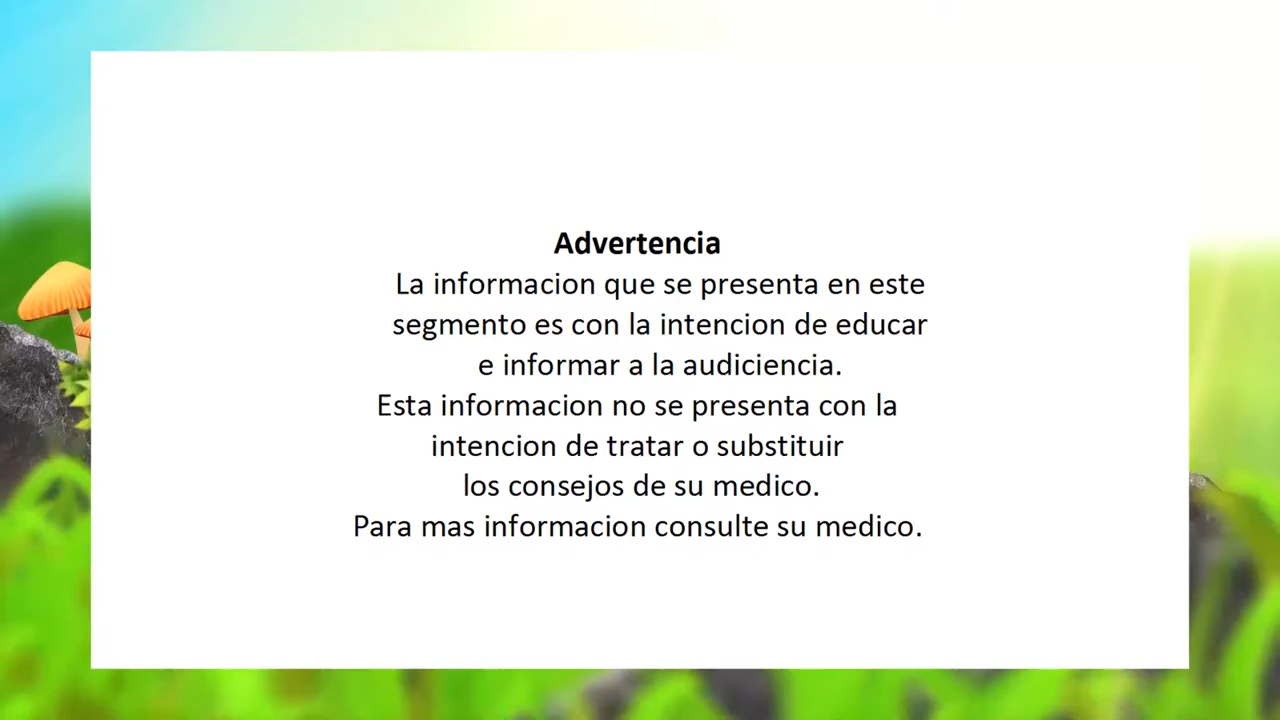 Advertencia
La informacion que se presenta en este
segmento es con la intencion de educar
e informar a la audiciencia.
Esta informacion no se presenta con la
intencion de tratar o substituir
los consejos de su medico.
Para mas informacion consulte su medico.